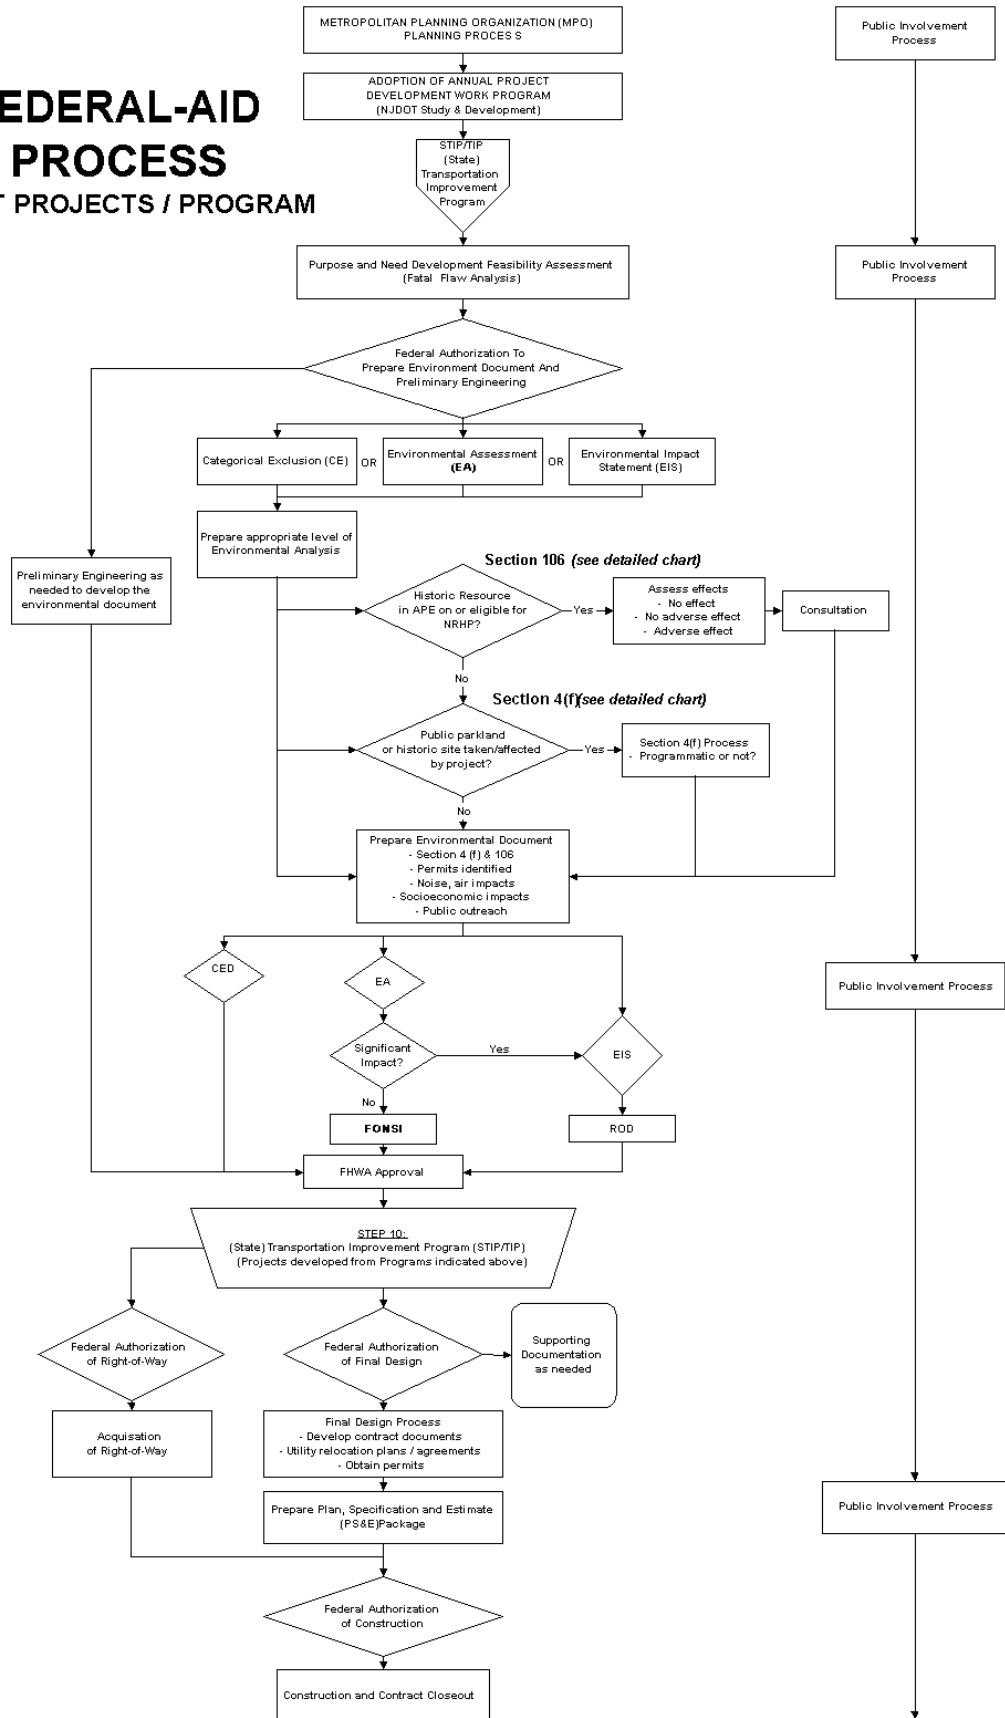 METROPOLITAN PLANNING ORGANIZATION (MPO)
PLANNING PROCES S
Public Involvement
Process
ADOPTION OF ANNUAL PROJECT
DEVELOPMENT WORK PROGRAM
(NJDOT Study & Development)
EDERAL-AID
PROCESS
T PROJECTS / PROGRAM
STIP/TIP
(State)
Transportation
Improvement
Program
Purpose and Need Development Feasibility Assessment
(Fatal Flaw Analysis)
Public Involvement
Process
Federal Authorization To
Prepare Environment Document And
Preliminary Engineering
Categorical Exclusion (CE)
OR
Environmental Assessment
(EA)
OR
Environmental Impact
Statement (EIS)
Prepare appropriate level of
Environmental Analysis
Preliminary Engineering as
needed to develop the
environmental document
Section 106 (see detailed chart)
Historic Resource
in APE on or eligible for
NRHP?
Yes
Assess effects
- No effect
- No adverse effect
- Adverse effect
Consultation
No
Section 4(f)(see detailed chart)
Public parkland
or historic site taken/affected
by project?
Yes
Section 4(f) Process
- Programmatic or not?
No
Prepare Environmental Document
- Section 4 (f) & 106
- Permits identified
- Noise, air impacts
- Socioeconomic impacts
- Public outreach
CED
EA
Public Involvement Process
Significant
Impact?
Yes
EIS
No
FONSI
ROD
FHWA Approval
STEP 10:
(State) Transportation Improvement Program (STIP/TIP)
(Projects developed from Programs indicated above)
Federal Authorization
of Right-of-Way
Federal Authorization
of Final Design
Supporting
Documentation
as needed
Acquisation
of Right-of-Way
Final Design Process
- Develop contract documents
- Utility relocation plans / agreements
- Obtain permits
Prepare Plan, Specification and Estimate
(PS&E)Package
Public Involvement Process
Federal Authorization
of Construction
Construction and Contract Closeout